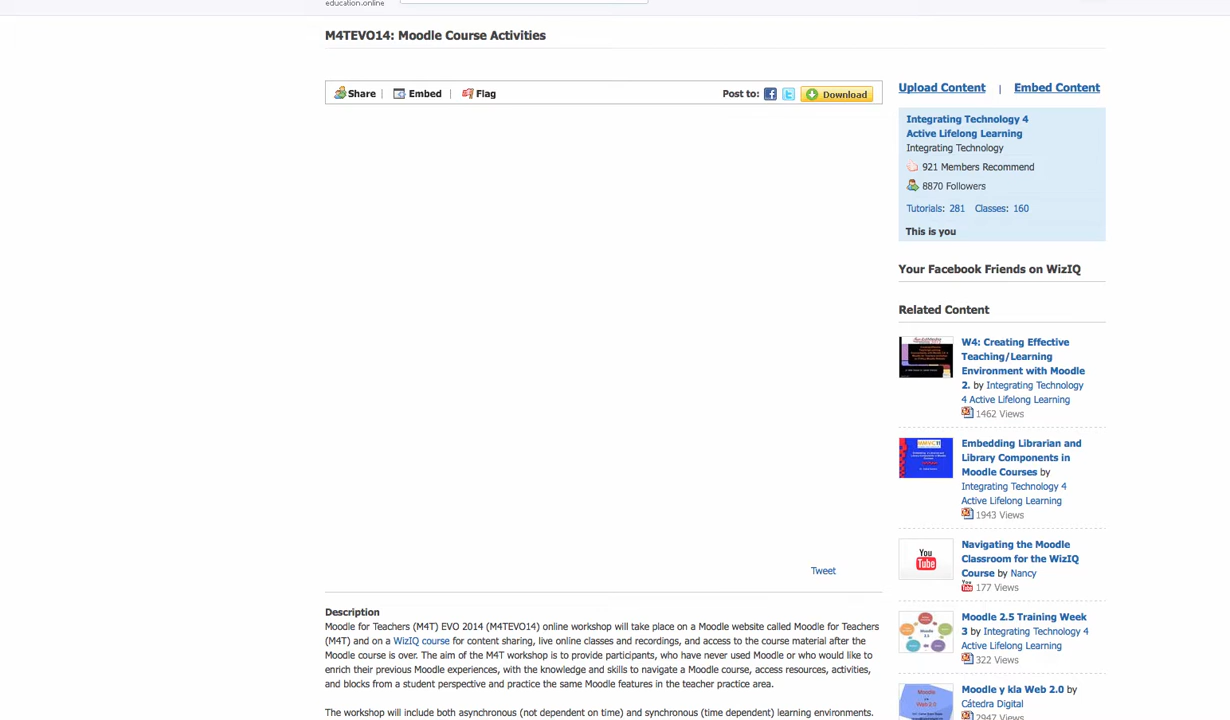 education.online
M4TEVO14: Moodle Course Activities
Share | Embed | Flag Post to: Download
Upload Content | Embed Content
Integrating Technology 4
Active Lifelong Learning
Integrating Technology
921 Members Recommend
8870 Followers
Tutorials: 281 Classes: 160
This is you
Your Facebook Friends on WizIQ
Related Content
W4: Creating Effective
Teaching/Learning
Environment with Moodle
2. by Integrating Technology
4 Active Lifelong Learning
1462 Views
Embedding Librarian and
Library Components in
Moodle Courses by
Integrating Technology 4
Active Lifelong Learning
1943 Views
You
Tube
Navigating the Moodle
Classroom for the WizIQ
Course by Nancy
177 Views
Moodle 2.5 Training Week
3 by Integrating Technology 4
Active Lifelong Learning
322 Views
Moodle y kla Web 2.0 by
Cátedra Digital
2947 Views
Tweet
Description
Moodle for Teachers (M4T) EVO 2014 (M4TEVO14) online workshop will take place on a Moodle website called Moodle for Teachers
(M4T) and on a WizIQ course for content sharing, live online classes and recordings, and access to the course material after the
Moodle course is over. The aim of the M4T workshop is to provide participants, who have never used Moodle or who would like to
enrich their previous Moodle experiences, with the knowledge and skills to navigate a Moodle course, access resources, activities,
and blocks from a student perspective and practice the same Moodle features in the teacher practice area.
The workshop will include both asynchronous (not dependent on time) and synchronous (time dependent) learning environments.